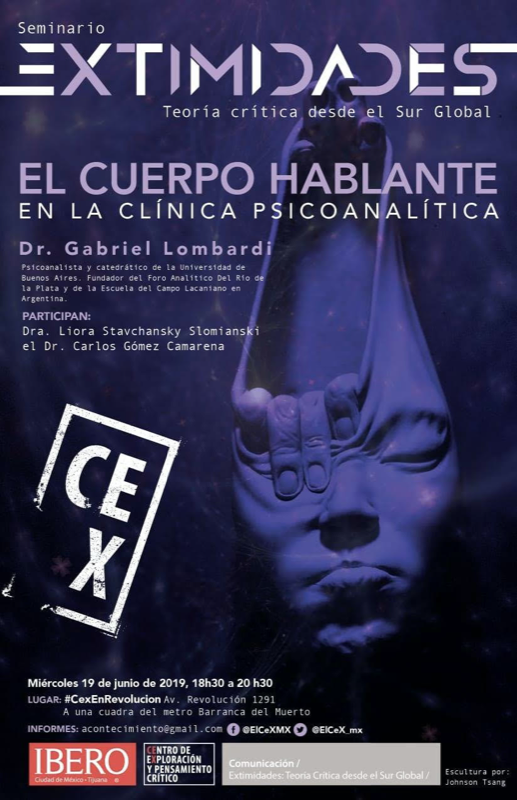 Seminario
EXTIMIDADES
Teoría crítica desde el Sur Global
EL CUERPO HABLANTE
EN LA CLÍNICA PSICOANALÍTICA
Dr. Gabriel Lombardi
Psicoanalista y catedrático de la Universidad de
Buenos Aires. Fundador del Foro Analítico Del Río de
la Plata y de la Escuela del Campo Lacaniano en
Argentina.
PARTICIPAN:
Dra. Liora Stavchansky Slomianski
el Dr. Carlos Gómez Camarena
CE
X
Miércoles 19 de junio de 2019, 18h30 a 20 h30
LUGAR: #CexEnRevolucion Av. Revolución 1291
A una cuadra del metro Barranca del Muerto
INFORMES: acontecimiento@gmail.com @ElCeXMX @ElCeX_mx
IBERO
Ciudad de México · Tijuana
CENTRO DE
EXPLORACIÓN
Y PENSAMIENTO
CRÍTICO
Comunicación /
Extimidades: Teoría Crítica desde el Sur Global /
Escultura por:
Johnson Tsang